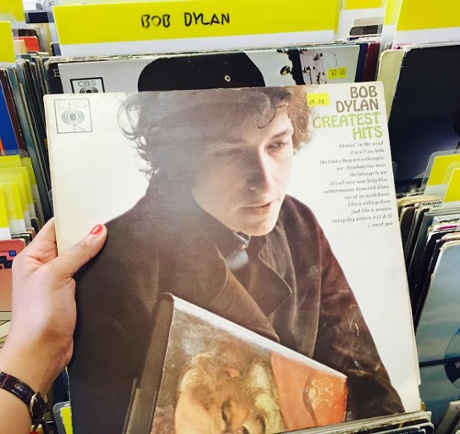 BOB DYLAN
CBS
CBS
BOB
DYLAN
GREATEST
HITS
blowin' in the wind
it ain't me babe
the times they are a-changin'
mr. tambourine man
she belongs to me
it's all over now baby blue
subterranean homesick blues
one of us must know
like a rolling stone
just like a woman
rainy day women #12 & 35
i want you